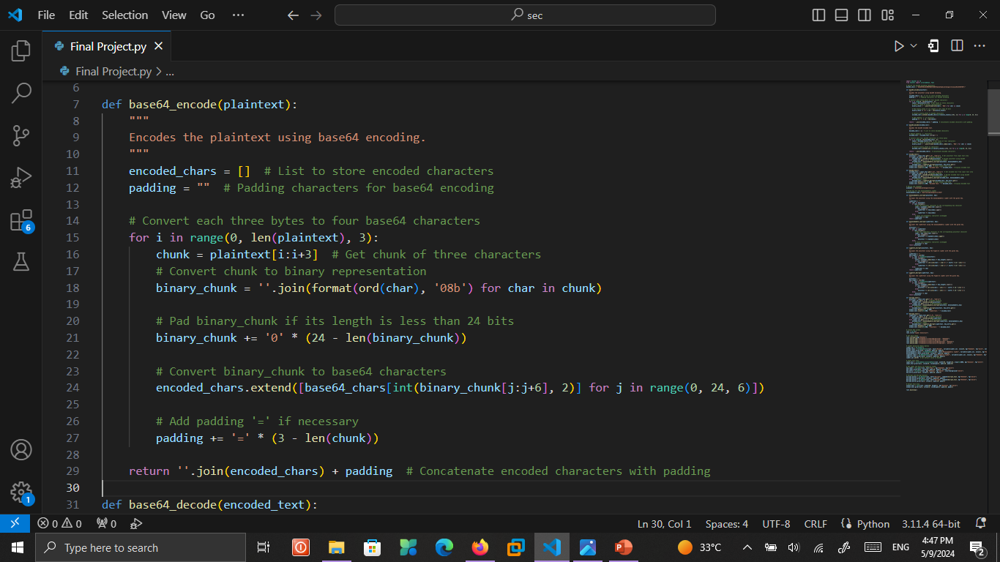 File Edit Selection View Go ··· sec
Final Project.py
Final Project.py > ...
6
7 def base64_encode(plaintext):
8 """
9 Encodes the plaintext using base64 encoding.
10 """
11 encoded_chars = [] # List to store encoded characters
12 padding = "" # Padding characters for base64 encoding
13
14 # Convert each three bytes to four base64 characters
15 for i in range(0, len(plaintext), 3):
16 chunk = plaintext[i:i+3] # Get chunk of three characters
17 # Convert chunk to binary representation
18 binary_chunk = ''.join(format(ord(char), '08b') for char in chunk)
19
20 # Pad binary_chunk if its length is less than 24 bits
21 binary_chunk += '0' * (24 - len(binary_chunk))
22
23 # Convert binary_chunk to base64 characters
24 encoded_chars.extend([base64_chars[int(binary_chunk[j:j+6], 2)] for j in range(0, 24, 6)])
25
26 # Add padding '=' if necessary
27 padding += '=' * (3 - len(chunk))
28
29 return ''.join(encoded_chars) + padding # Concatenate encoded characters with padding
30
31 def base64_decode(encoded_text):
6
1
0 0 0 Ln 30, Col 1 Spaces: 4 UTF-8 CRLF Python 3.11.4 64-bit
Type here to search 33°C ENG 4:47 PM
5/9/2024 2